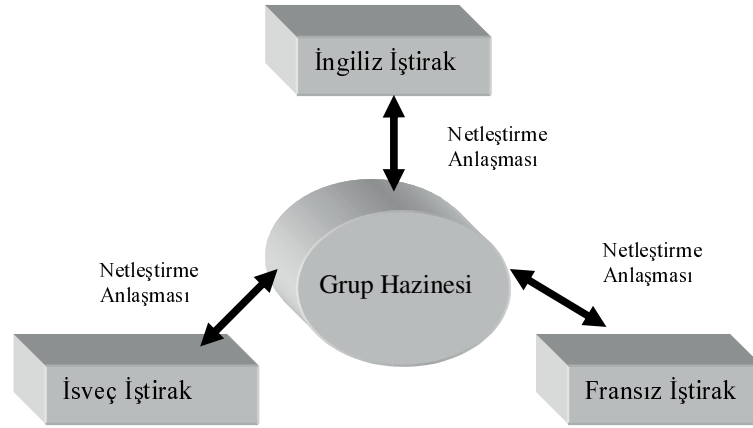 İngiliz İştirak
Netleştirme
Anlaşması
Netleştirme
Anlaşması
Netleştirme
Anlaşması
Grup Hazinesi
İsveç İştirak
Fransız İştirak